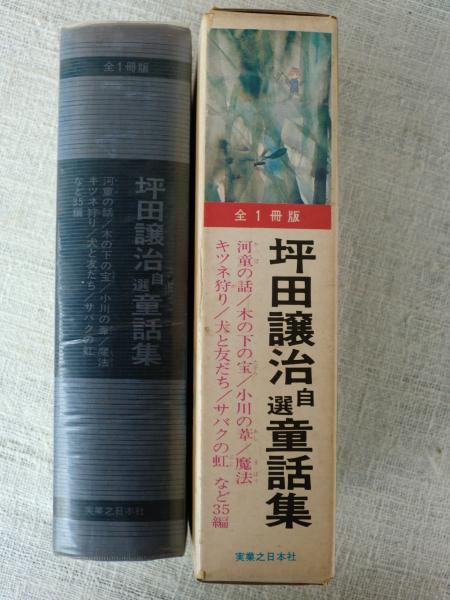 全1冊版
坪田譲治自選童話集
河童の話/木の下の宝/小川の葦/魔法
キツネ狩り/犬と友だち/サバクの虹
など35編
実業之日本社
全1冊版
坪田譲治自選童話集
河童の話/木の下の宝/小川の葦/魔法
キツネ狩り/犬と友だち/サバクの虹 など35編
実業之日本社